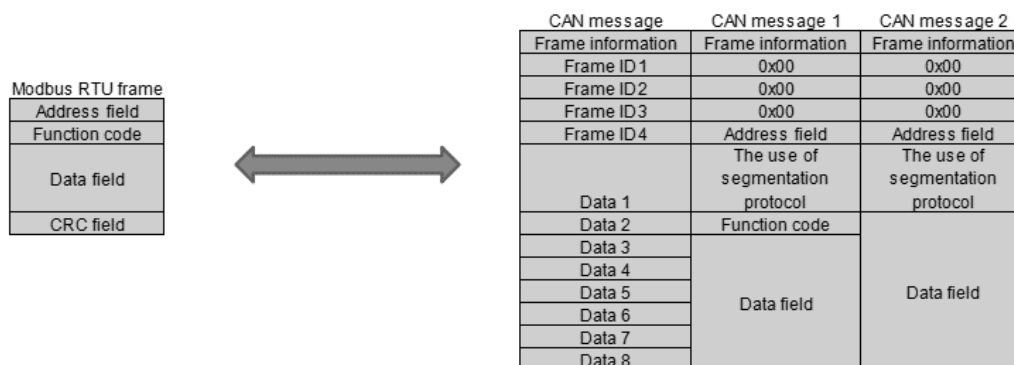 Modbus RTU frame
Address field
Function code
Data field
CRC field
CAN message CAN message 1 CAN message 2
Frame information Frame information Frame information
Frame ID1 0x00 0x00
Frame ID2 0x00 0x00
Frame ID3 0x00 0x00
Frame ID4 Address field Address field
Data 1 The use of segmentation protocol The use of segmentation protocol
Data 2 Function code
Data 3
Data 4
Data 5
Data 6
Data 7
Data 8
Data field Data field